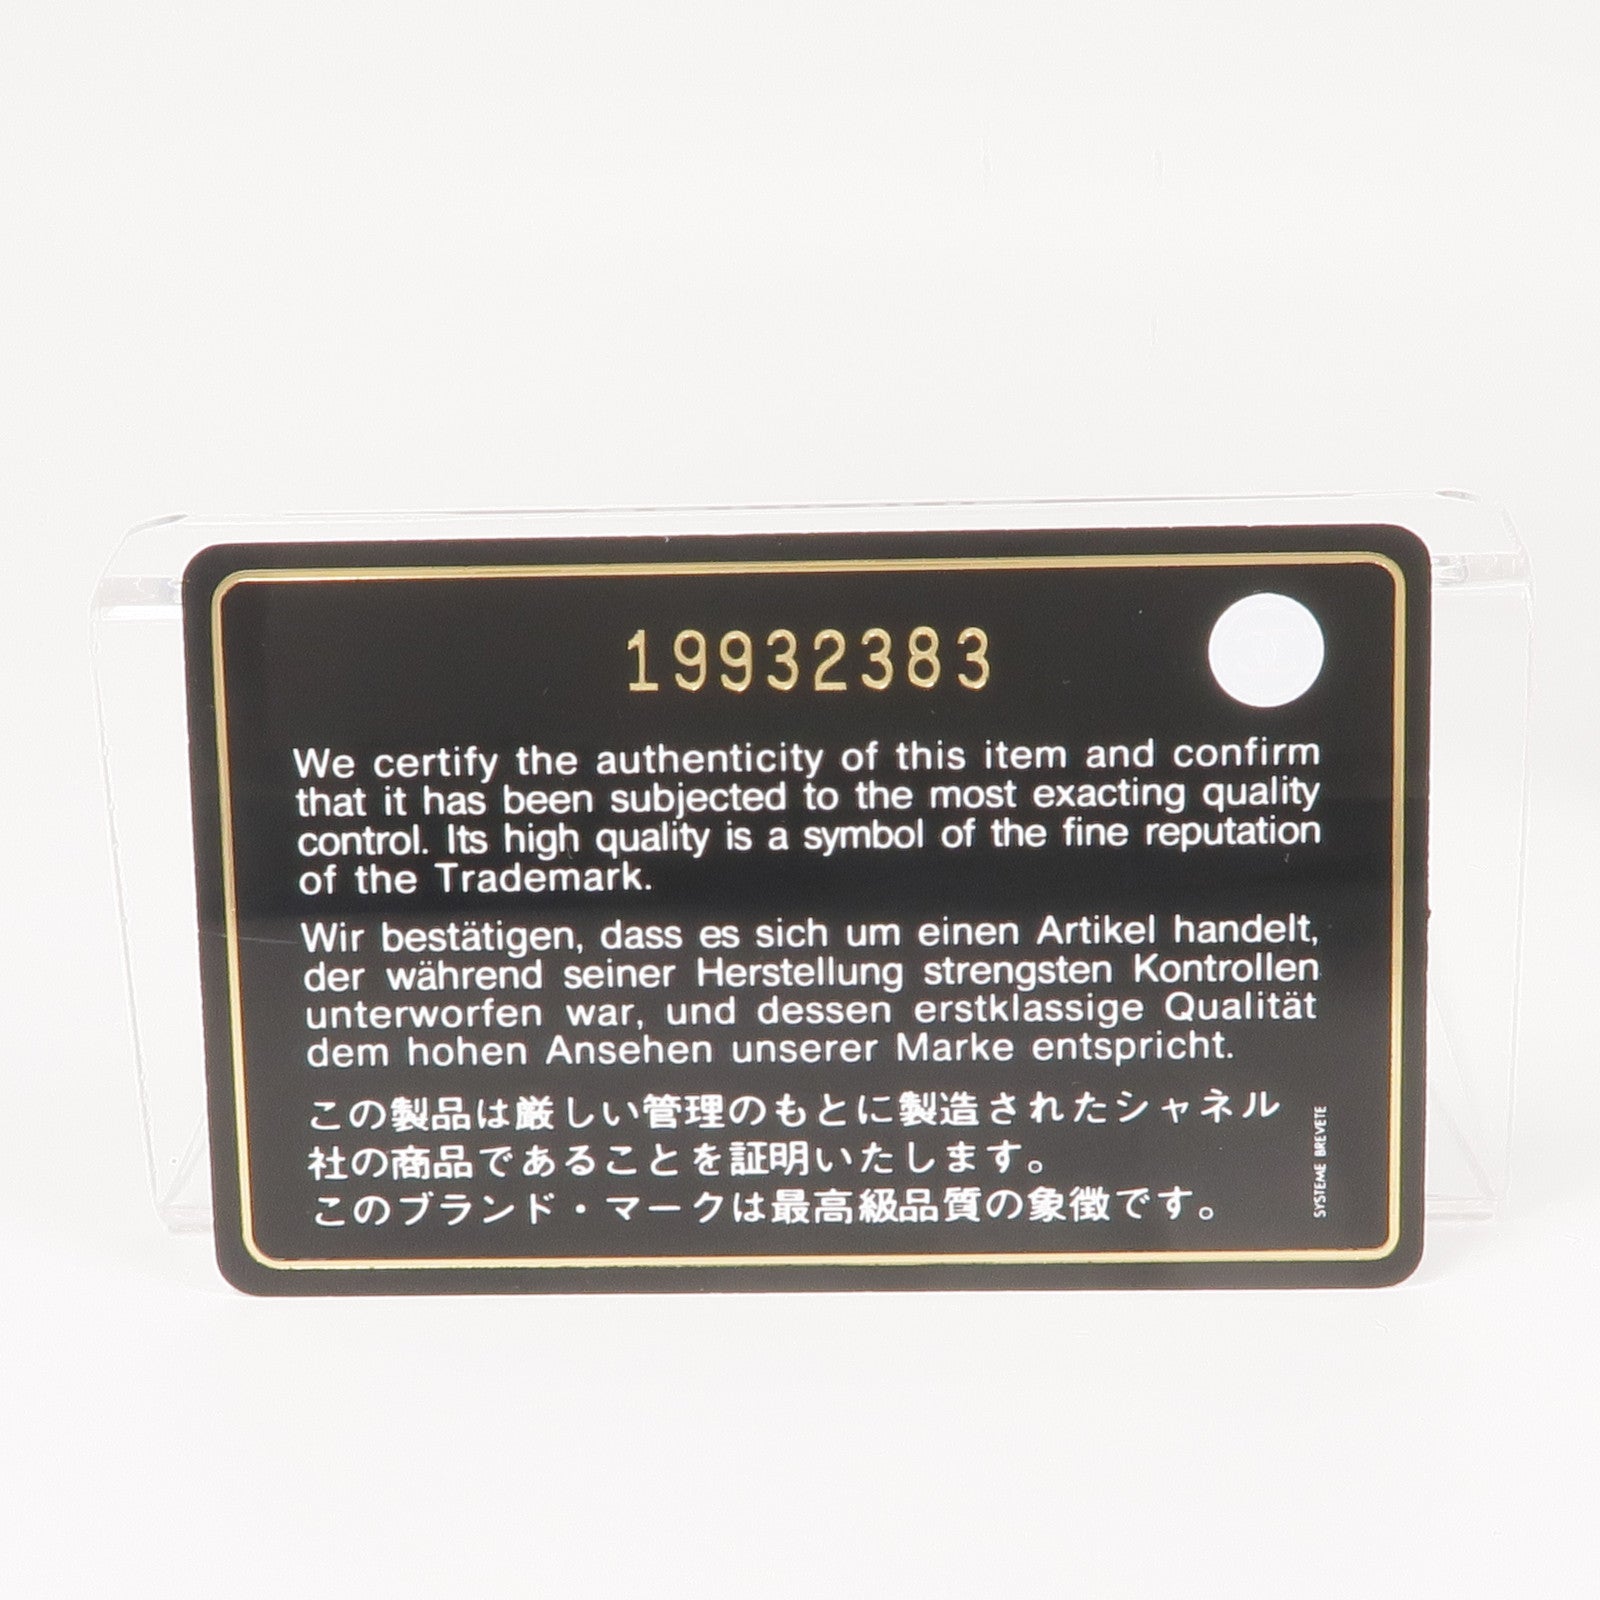 19932383
We certify the authenticity of this item and confirm
that it has been subjected to the most exacting quality
control. Its high quality is a symbol of the fine reputation
of the Trademark.
Wir bestätigen, dass es sich um einen Artikel handelt,
der während seiner Herstellung strengsten Kontrollen
unterworfen war, und dessen erstklassige Qualität
dem hohen Ansehen unserer Marke entspricht.
この製品は厳しい管理のもとに製造されたシャネル
社の商品であることを証明いたします。
このブランド・マークは最高級品質の象徴です。
SYSTEME BREVETE